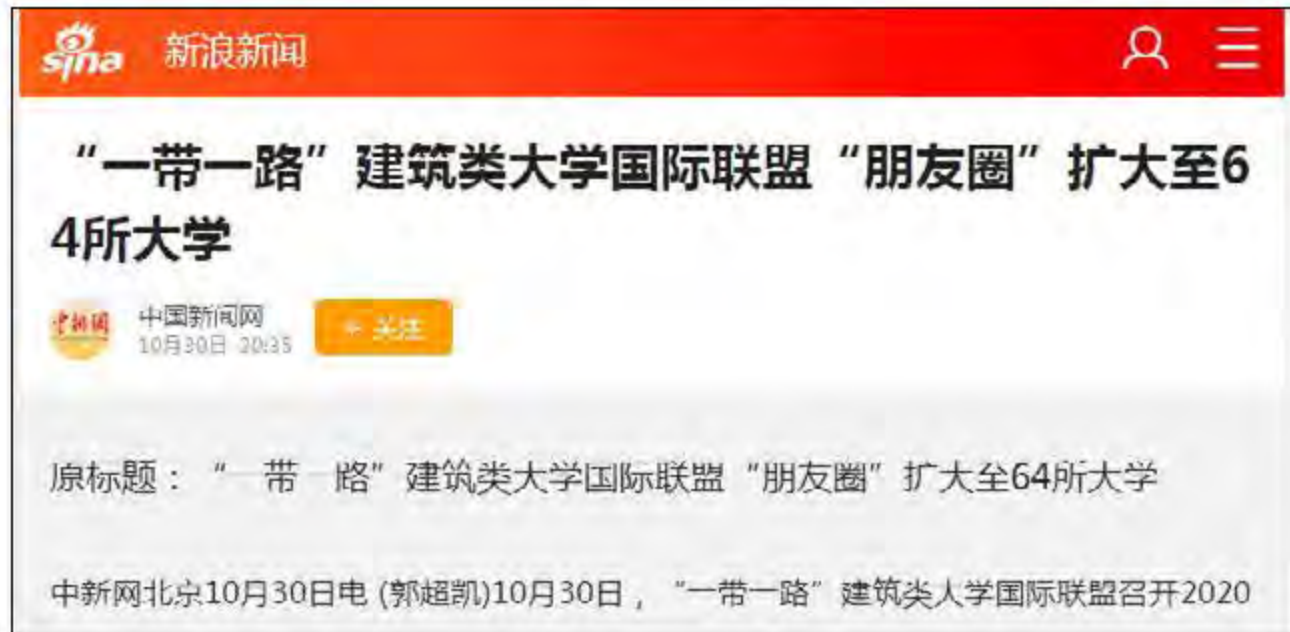 sina 新浪新闻
“一带一路”建筑类大学国际联盟“朋友圈”扩大至6
4所大学
中新网
中国新闻网
10月30日 20:35
+ 关注
原标题：“一带一路”建筑类大学国际联盟“朋友圈”扩大至64所大学
中新网北京10月30日电 (郭超凯)10月30日，“一带一路”建筑类大学国际联盟召开2020